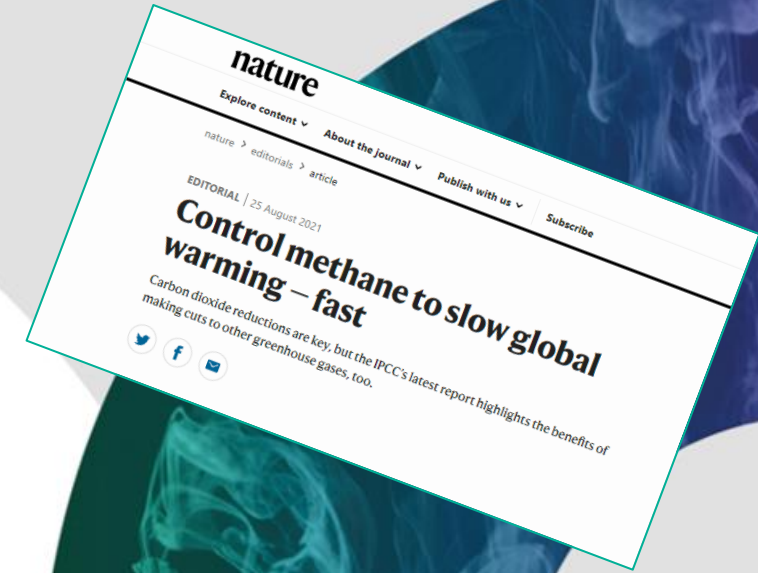 nature
Explore content About the journal Publish with us Subscribe
nature > editorials > article
EDITORIAL | 25 August 2021
Control methane to slow global
warming — fast
Carbon dioxide reductions are key, but the IPCC's latest report highlights the benefits of
making cuts to other greenhouse gases, too.